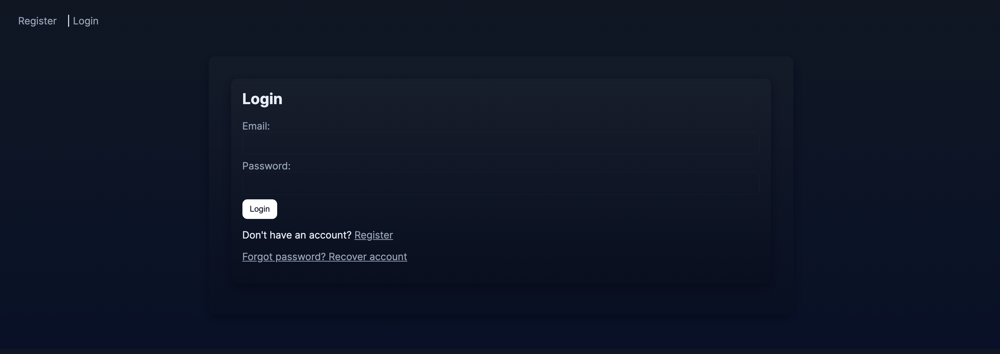 Register | Login
Login
Email:
Password:
Login
Don't have an account? Register
Forgot password? Recover account